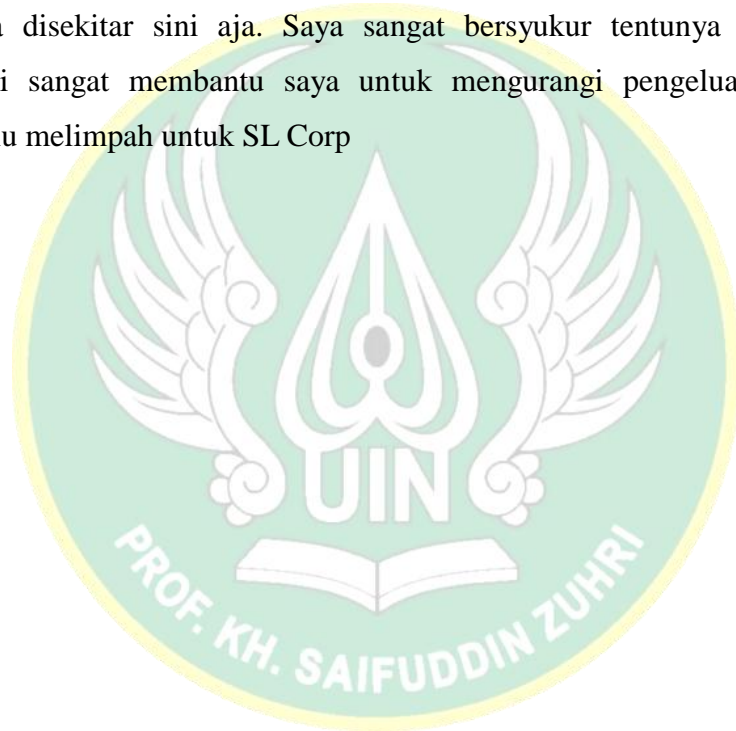 disekitar sini aja. Saya sangat bersyukur tentunya
sangat membantu saya untuk mengurangi
melimpah untuk SL Corp
UIN
PROF. KH. SAIFUDDIN ZUHRI